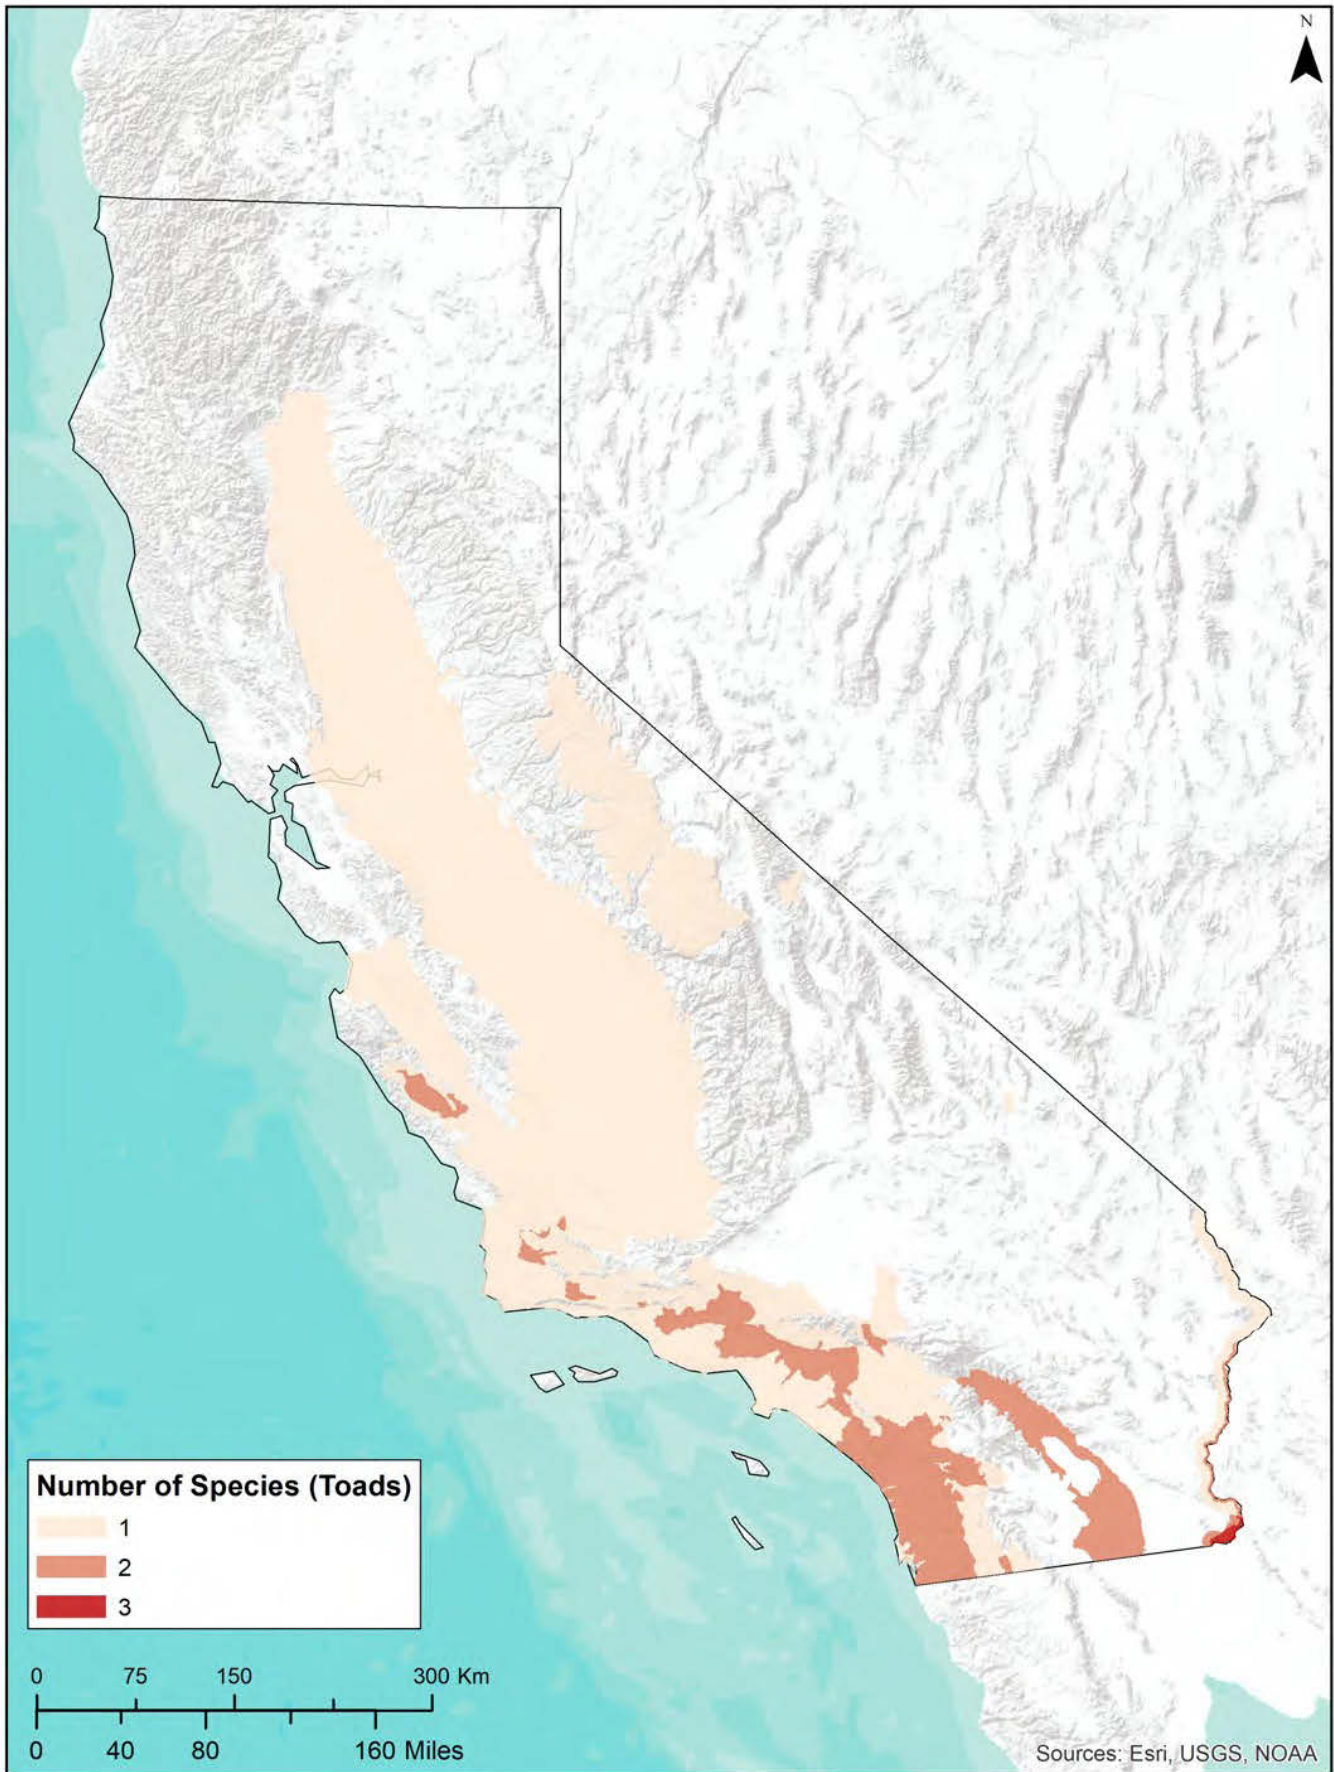 N
Number of Species (Toads)
1
2
3
0 75 150 300 Km
0 40 80 160 Miles
Sources: Esri, USGS, NOAA